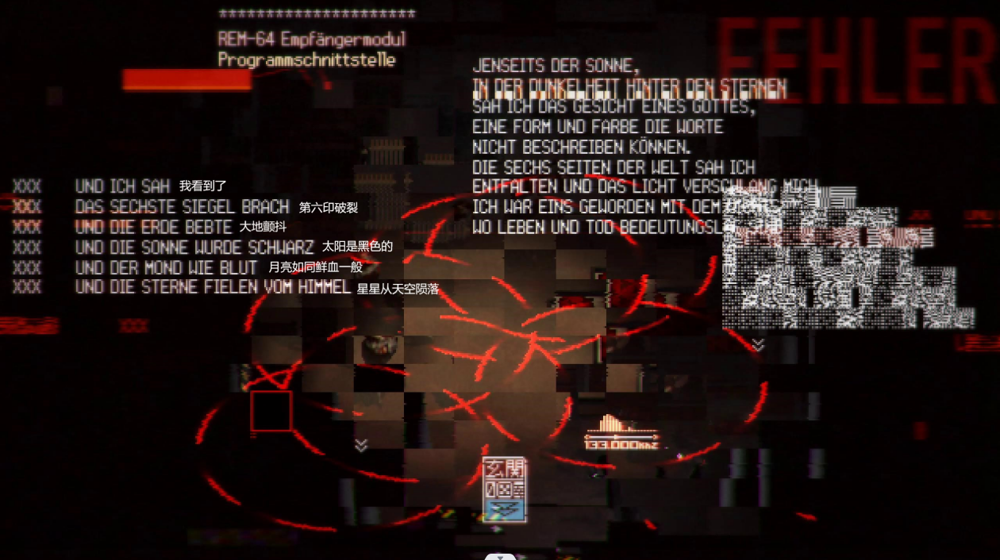 *********************
REM-64 Empfängermodul
Programmschnittstelle
FEHLER
JENSEITS DER SONNE,
IN DER DUNKELHEIT HINTER DEN STERNEN
SAH ICH DAS GESICHT EINES GOTTES,
EINE FORM UND FARBE DIE WORTE
NICHT BESCHREIBEN KÖNNEN.
DIE SECHS SEITEN DER WELT SAH ICH
ENTFALTEN UND DAS LICHT VERSCHLANG MICH
ICH WAR EINS GEWORDEN MIT DEM
WO LEBEN UND TOD
XXX UND ICH SAH 我看到了
XXX DAS SECHSTE SIEGEL BRACH 第六印破裂
XXX UND DIE ERDE BEBTE 大地颤抖
XXX UND DIE SONNE WURDE SCHWARZ 太阳是黑色的
XXX UND DER MOND WIE BLUT 月亮如同鲜血一般
XXX UND DIE STERNE FIELEN VOM HIMMEL 星星从天空陨落
XXX
133.000kHz
玄関